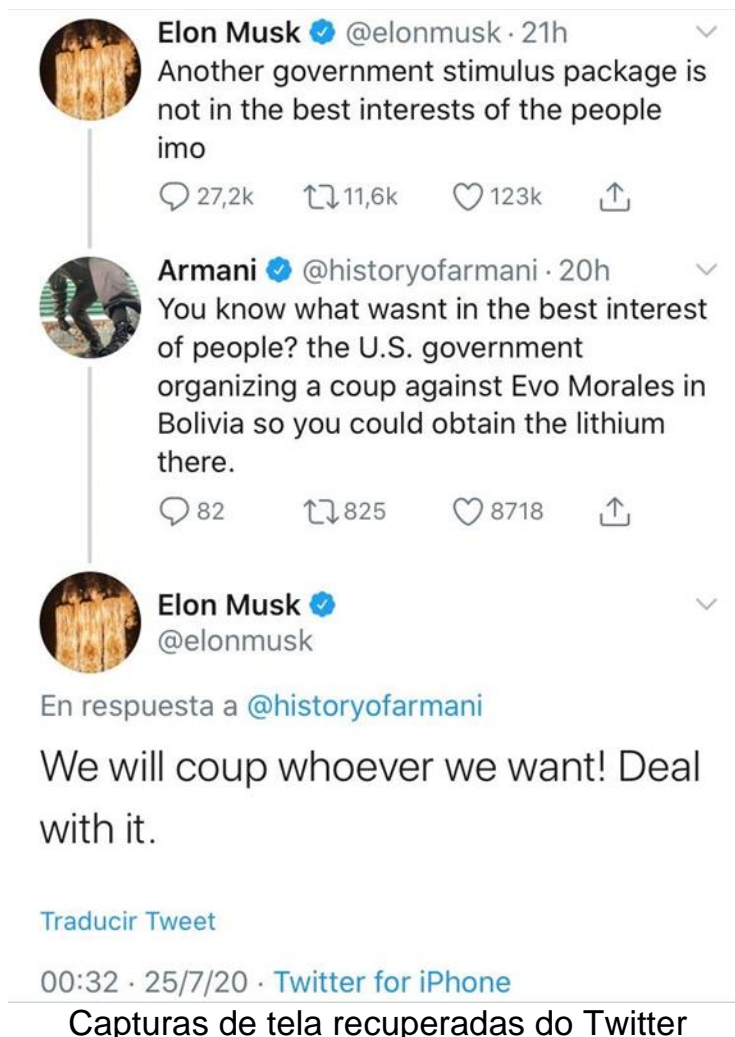 Elon Musk @elonmusk · 21h
Another government stimulus package is
not in the best interests of the people
imo
27,2k 11,6k 123k
Armani @historyofarmani · 20h
You know what wasnt in the best interest
of people? the U.S. government
organizing a coup against Evo Morales in
Bolivia so you could obtain the lithium
there.
82 825 8718
Elon Musk
@elonmusk
En respuesta a @historyofarmani
We will coup whoever we want! Deal
with it.
Traducir Tweet
00:32 · 25/7/20 · Twitter for iPhone
Capturas de tela recuperadas do Twitter